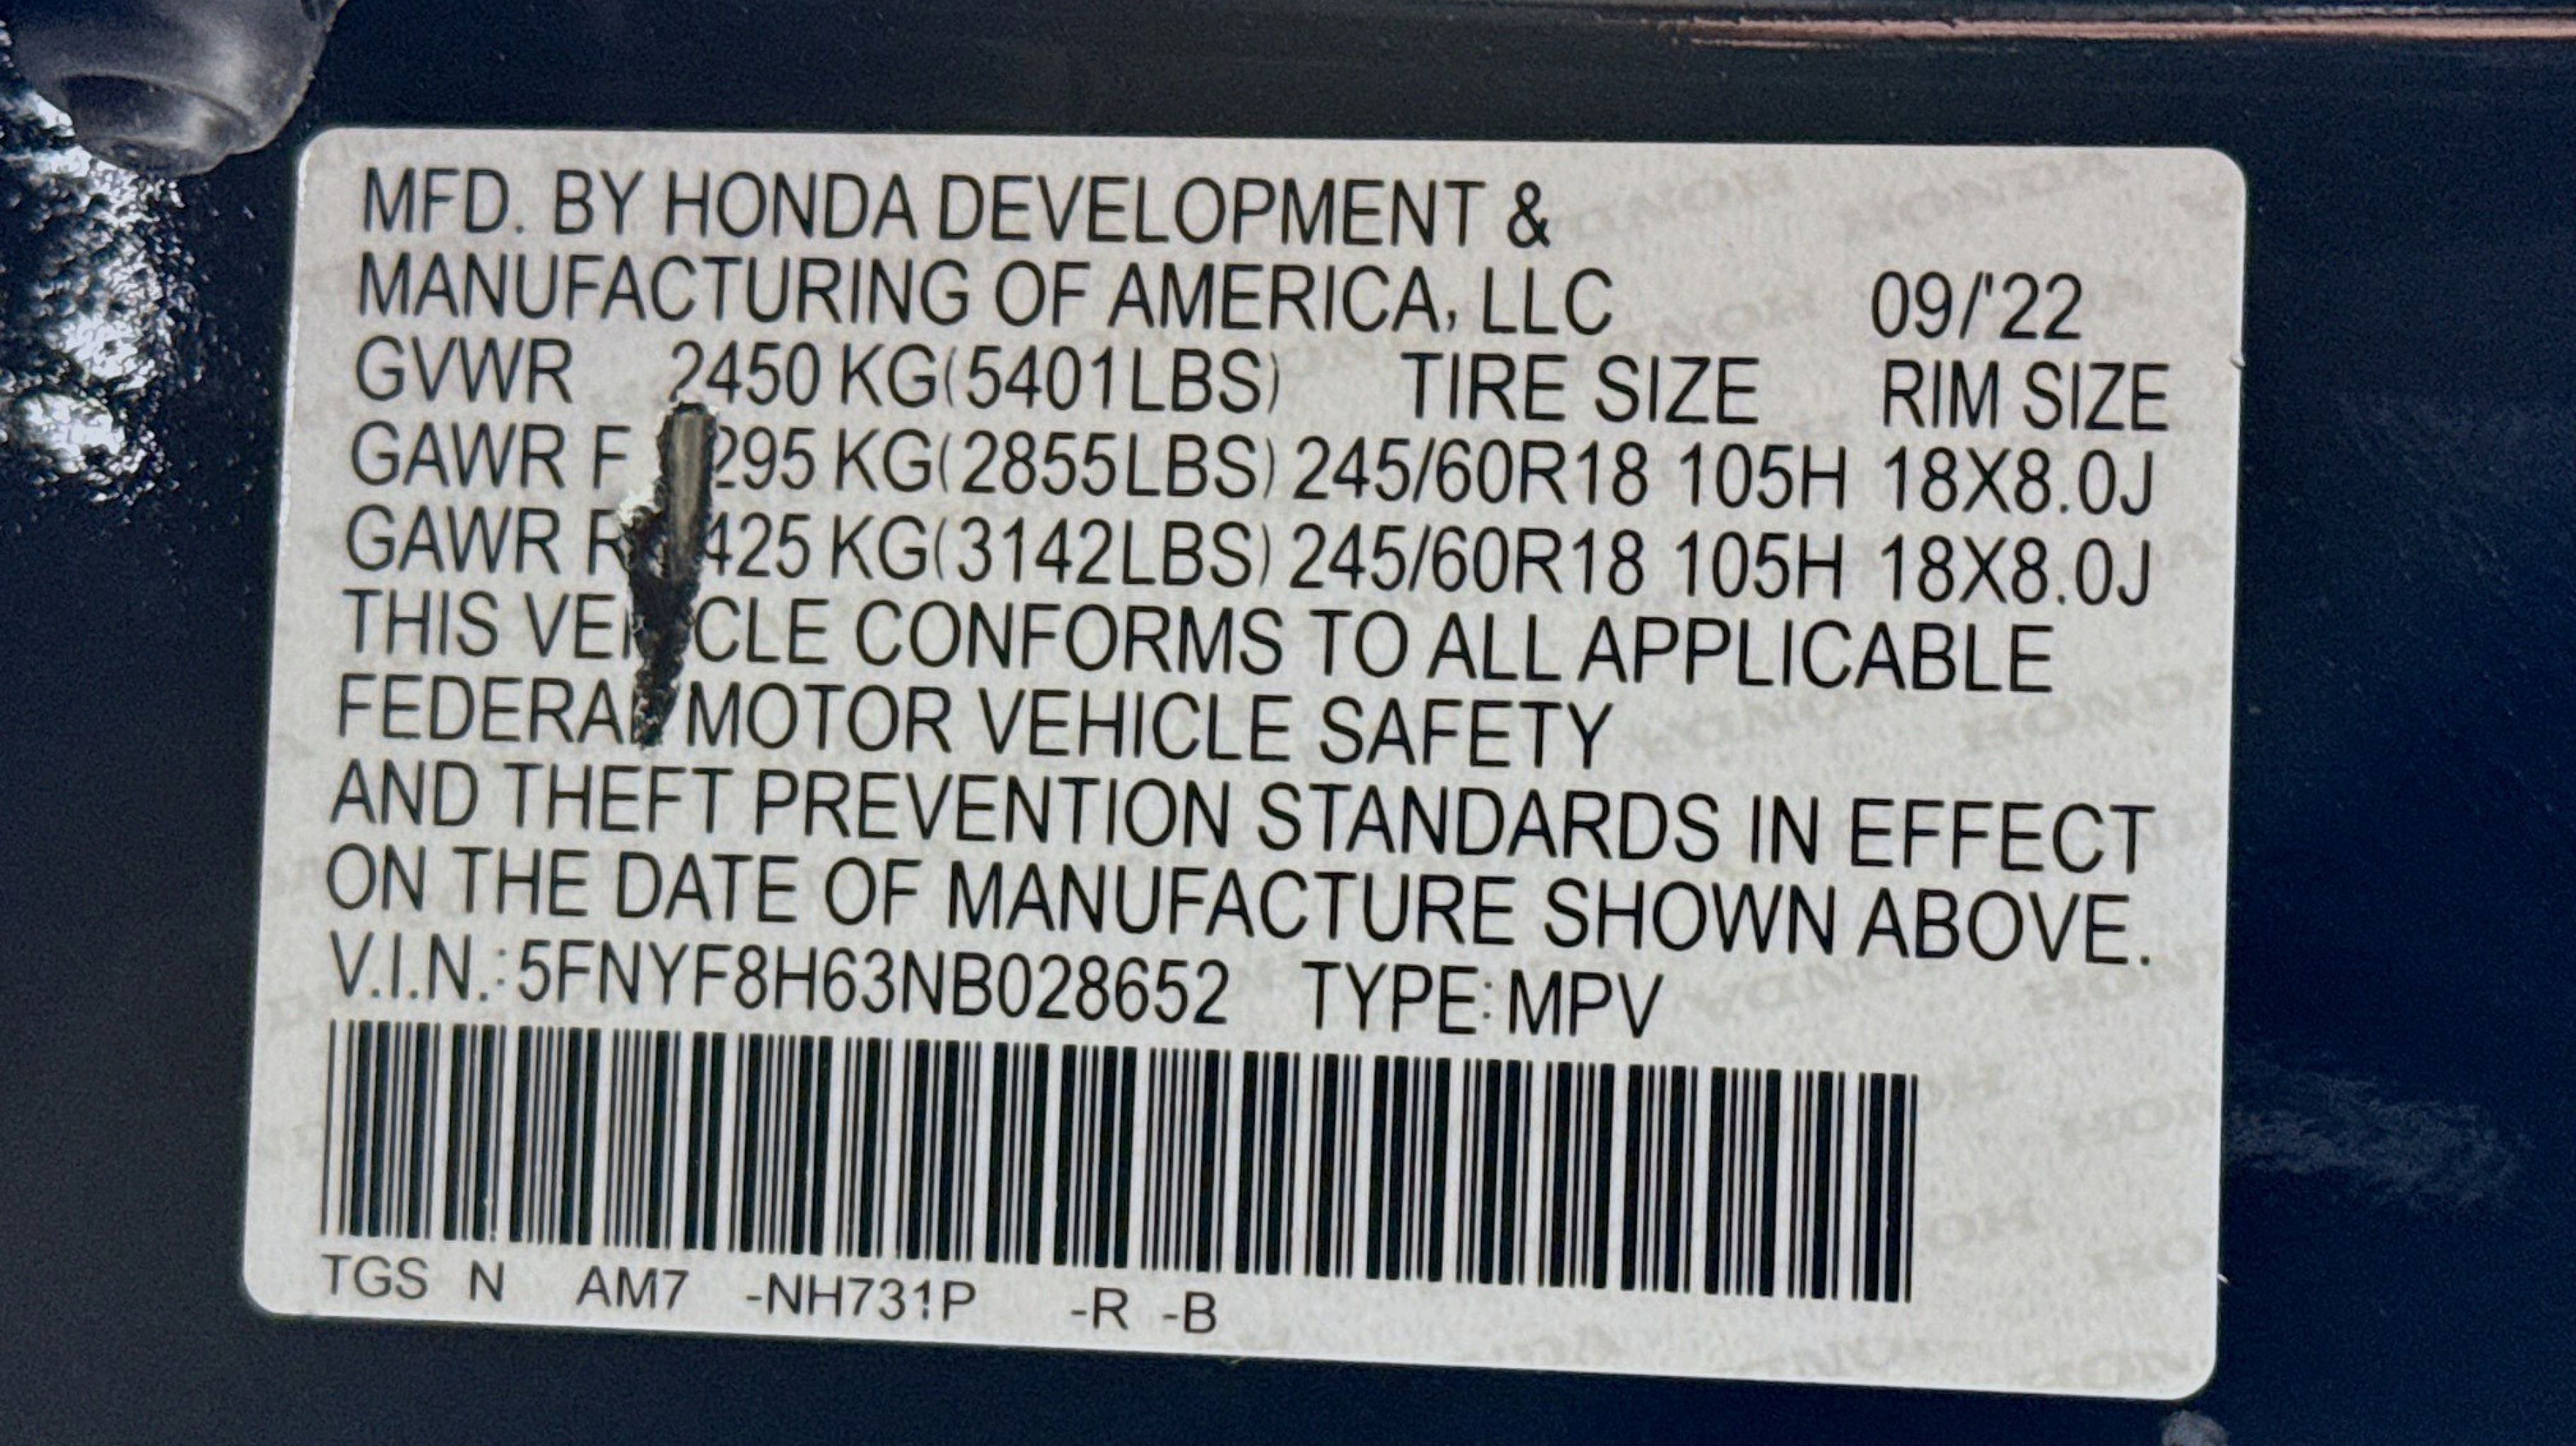 MFD. BY HONDA DEVELOPMENT &
MANUFACTURING OF AMERICA, LLC 09/'22
GVWR 2450 KG(5401LBS) TIRE SIZE RIM SIZE
GAWR F KG(2855LBS) 245/60R18 105H 18X8.0J
GAWR R KG(3142LBS) 245/60R18 105H 18X8.0J
THIS CONFORMS TO ALL APPLICABLE
FEDERAL MOTOR VEHICLE SAFETY
AND THEFT PREVENTION STANDARDS IN EFFECT
ON THE DATE OF MANUFACTURE SHOWN ABOVE.
V.I.N.:5FNYF8H63NB028652 TYPE:MPV
TGS N AM7 -NH731P -R -B